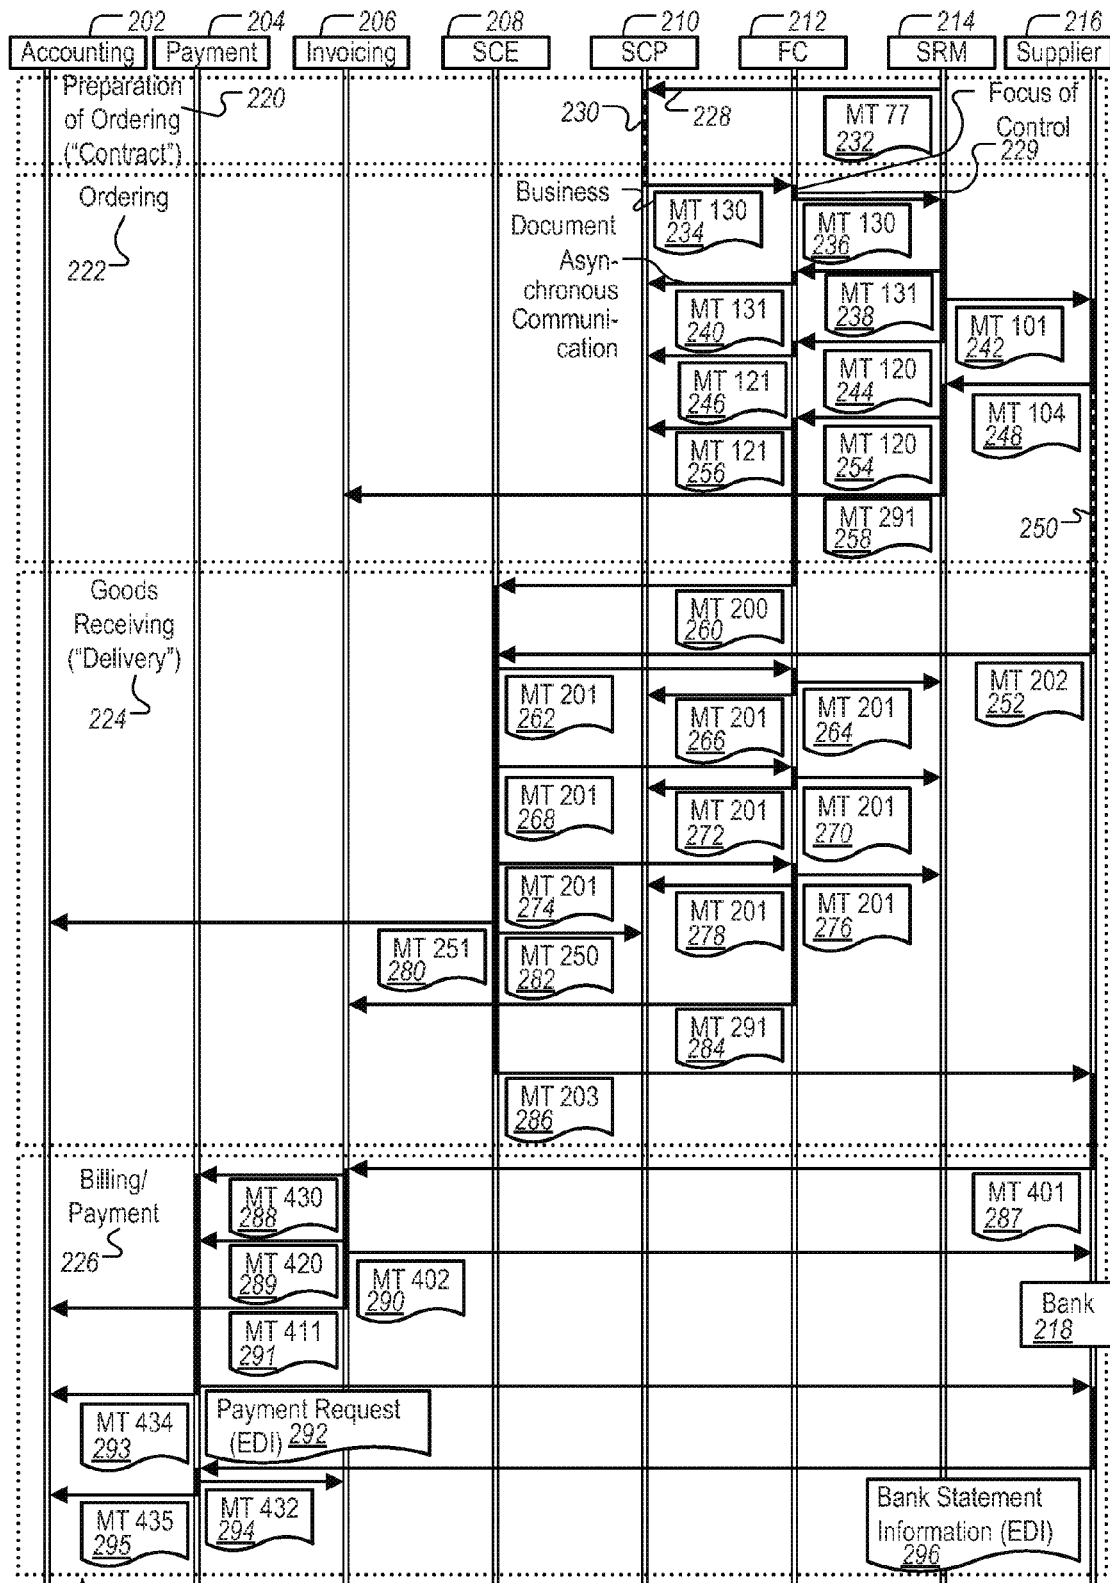 202 204 206 208 210 212 214 216
Accounting Payment Invoicing SCE SCP FC SRM Supplier
Preparation
of Ordering
("Contract")
220
230
228
MT 77
232
Focus of
Control
229
Ordering
222
Business
Document
MT 130
234
MT 130
236
Asyn-
chronous
Communi-
cation
MT 131
240
MT 131
238
MT 101
242
MT 121
246
MT 120
244
MT 104
248
MT 121
256
MT 120
254
MT 291
258
250
Goods
Receiving
("Delivery")
224
MT 200
260
MT 201
262
MT 201
266
MT 201
264
MT 202
252
MT 201
268
MT 201
272
MT 201
270
MT 201
274
MT 201
278
MT 201
276
MT 251
280
MT 250
282
MT 291
284
MT 203
286
Billing/
Payment
226
MT 430
288
MT 401
287
MT 420
289
MT 402
290
MT 411
291
Bank
218
MT 434
293
Payment Request
(EDI) 292
MT 435
295
MT 432
294
Bank Statement
Information (EDI)
296